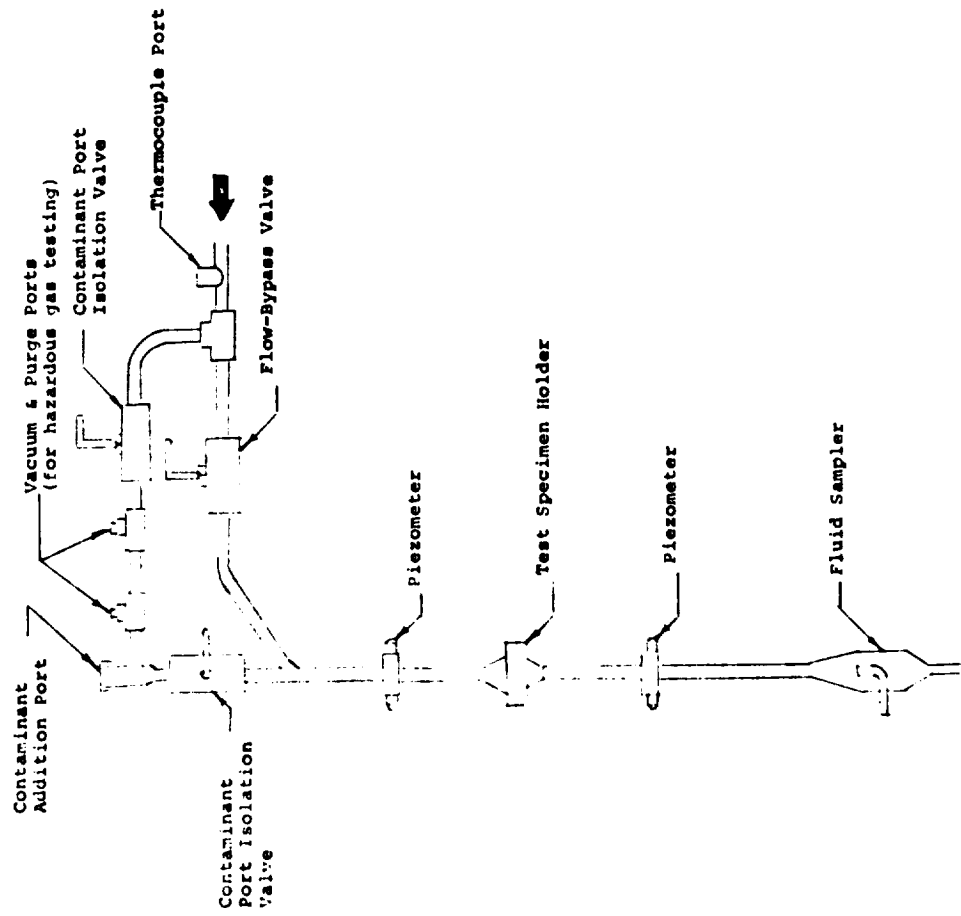 Contaminant
Addition Port
Vacuum & Purge Ports
(for hazardous gas testing)
Contaminant Port
Isolation Valve
Thermocouple Port
Flow-Bypass Valve
Contaminant
Port Isolation
Valve
Piezometer
Test Specimen Holder
Piezometer
Fluid Sampler